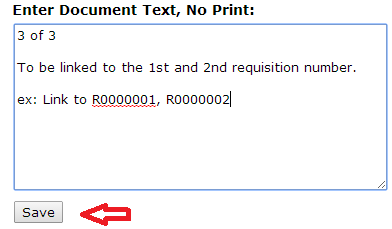 Enter Document Text, No Print:
3 of 3
To be linked to the 1st and 2nd requisition number.
ex: Link to R0000001, R0000002
Save